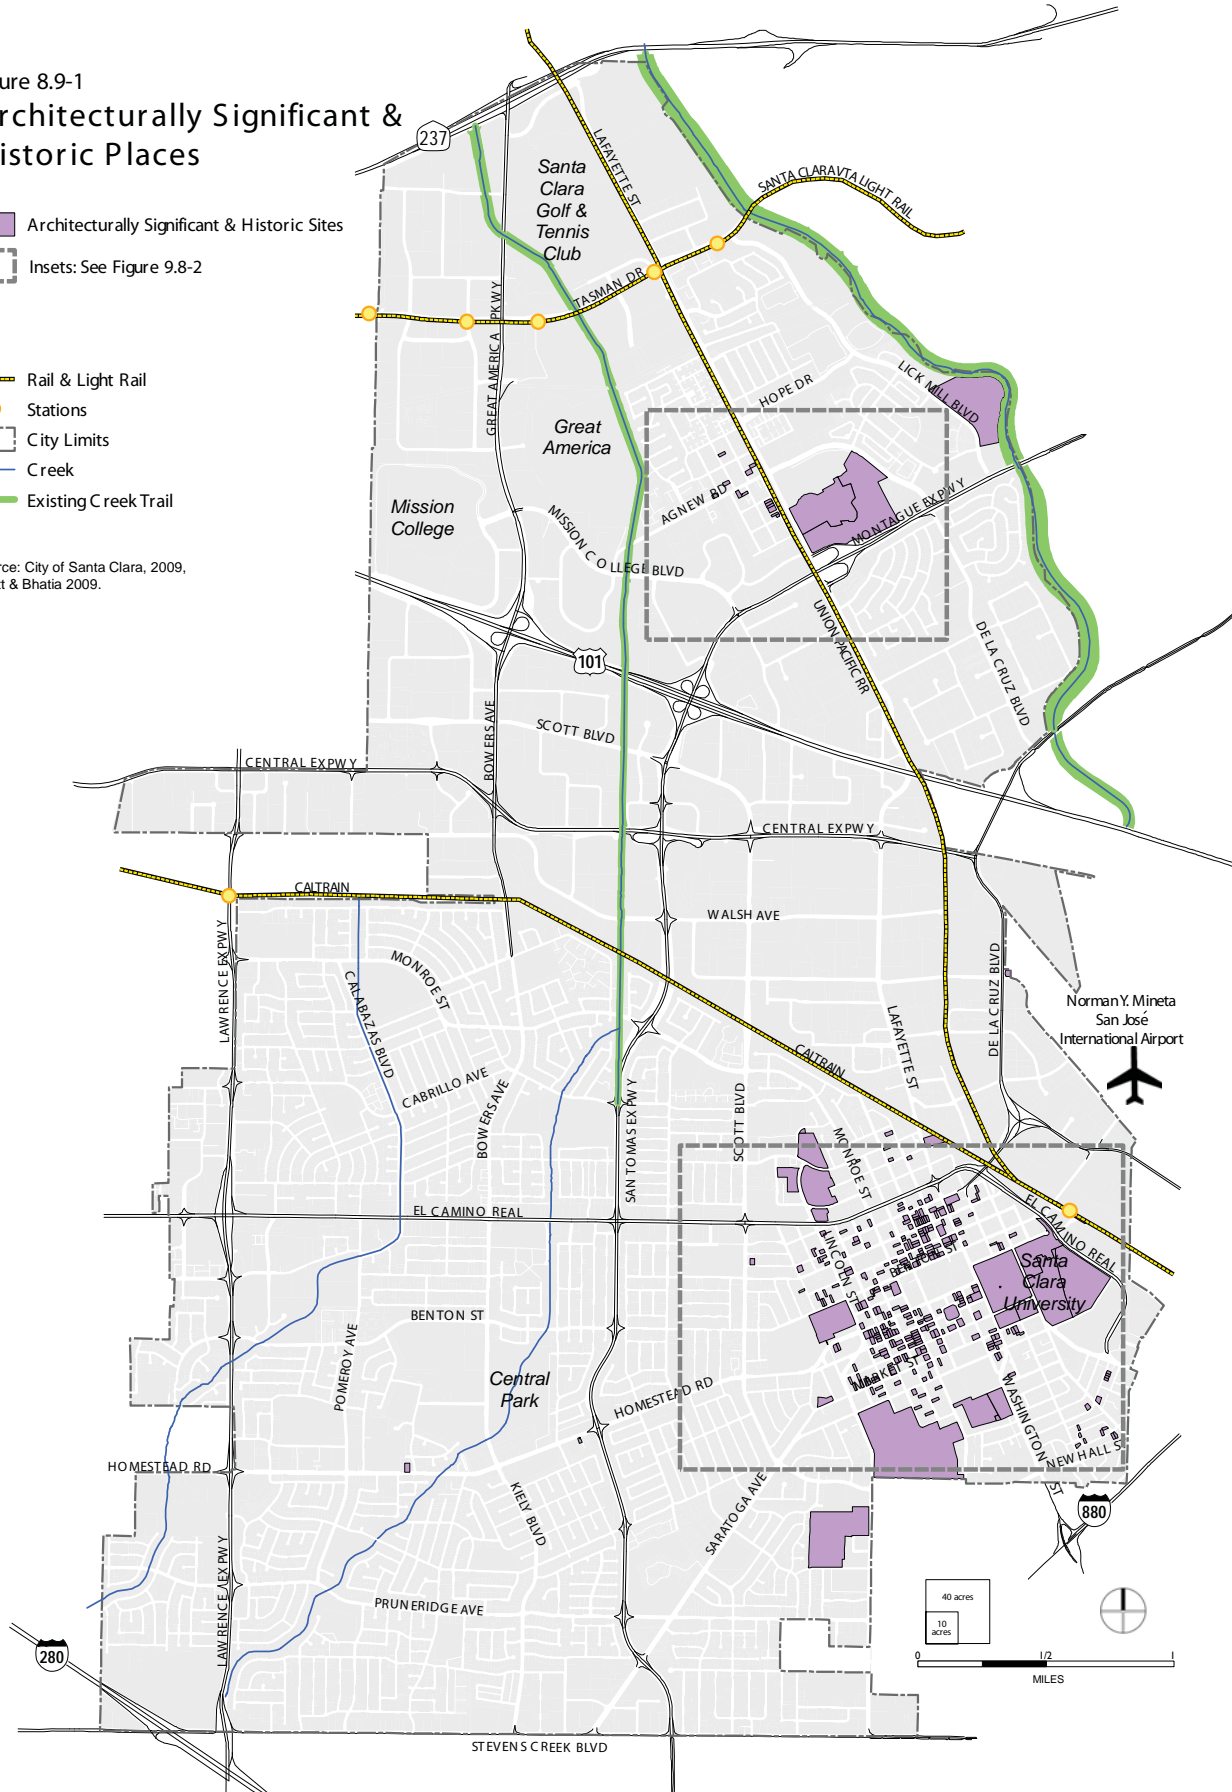 ure 8.9-1
rchitecturally Significant &
istoric Places
Architecturally Significant & Historic Sites
Insets: See Figure 9.8-2
Rail & Light Rail
Stations
City Limits
Creek
Existing Creek Trail
rce: City of Santa Clara, 2009,
tt & Bhatia 2009.
237
Santa
Clara
Golf &
Tennis
Club
LAFAYETTE ST
SANTA CLARA VTA LIGHT RAIL
TASMAN DR
GREAT AMERICA PKWY
HOPE DR
LICK MILL BLVD
Great
America
Mission
College
AGNEW RD
MONTAGUE EXPWY
MISSION COLLEGE BLVD
UNION PACIFIC RR
DE LA CRUZ BLVD
101
SCOTT BLVD
BOWERS AVE
CENTRAL EXPWY
CENTRAL EXPWY
CALTRAIN
WALSH AVE
LAWRENCE EXPWY
MONROE ST
CALABAZAS BLVD
DE LA CRUZ BLVD
Norman Y. Mineta
San José
International Airport
LAFAYETTE ST
CALTRAIN
CABRILLO AVE
BOWERS AVE
SAN TOMAS EXPWY
SCOTT BLVD
MONROE ST
EL CAMINO REAL
EL CAMINO REAL
LINCOLN ST
BENTON ST
Santa
Clara
University
BENTON ST
POMEROY AVE
Central
Park
HOMESTEAD RD
MARKET ST
WASHINGTON ST
NEWHALL S
HOMESTEAD RD
KIELY BLVD
SARATOGA AVE
880
LAWRENCE EXPWY
PRUNERIDGE AVE
280
40 acres
10
acres
0 1/2 1
MILES
STEVENS CREEK BLVD